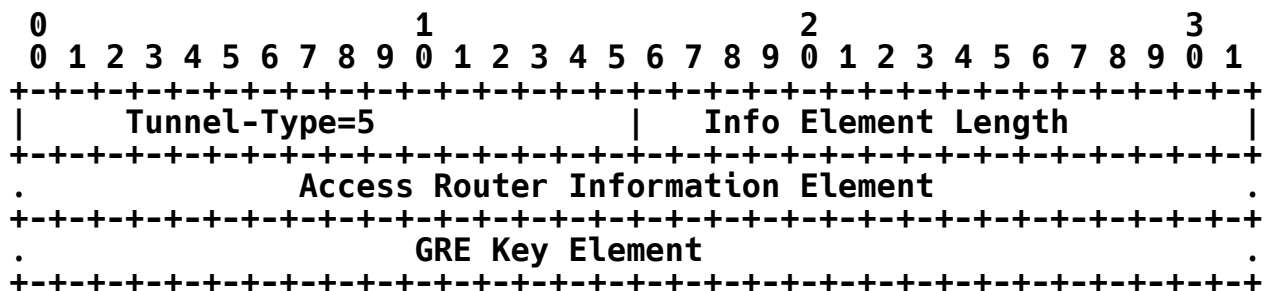 0                   1                   2                   3
 0 1 2 3 4 5 6 7 8 9 0 1 2 3 4 5 6 7 8 9 0 1 2 3 4 5 6 7 8 9 0 1
+-+-+-+-+-+-+-+-+-+-+-+-+-+-+-+-+-+-+-+-+-+-+-+-+-+-+-+-+-+-+-+-+
|     Tunnel-Type=5             |   Info Element Length         |
+-+-+-+-+-+-+-+-+-+-+-+-+-+-+-+-+-+-+-+-+-+-+-+-+-+-+-+-+-+-+-+-+
.              Access Router Information Element                .
+-+-+-+-+-+-+-+-+-+-+-+-+-+-+-+-+-+-+-+-+-+-+-+-+-+-+-+-+-+-+-+-+
.                    GRE Key Element                            .
+-+-+-+-+-+-+-+-+-+-+-+-+-+-+-+-+-+-+-+-+-+-+-+-+-+-+-+-+-+-+-+-+